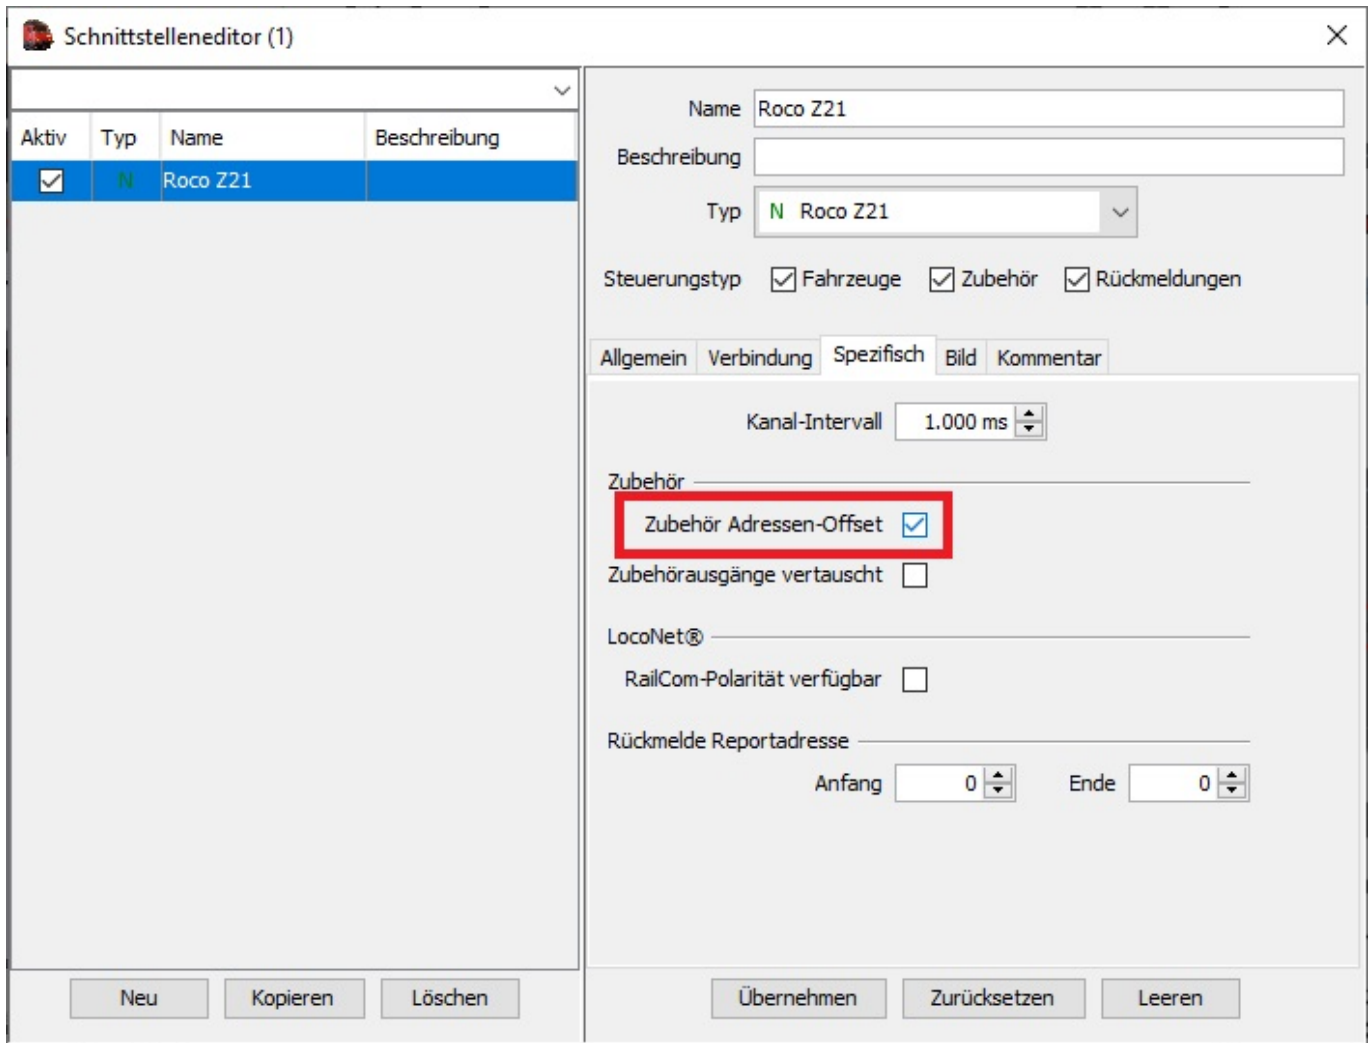 Schnittstelleneditor (1)
Aktiv Typ Name Beschreibung
N Roco Z21
Name Roco Z21
Beschreibung
Typ N Roco Z21
Steuerungstyp Fahrzeuge Zubehör Rückmeldungen
Allgemein Verbindung Spezifisch Bild Kommentar
Kanal-Intervall 1.000 ms
Zubehör
Zubehör Adressen-Offset
Zubehörausgänge vertauscht
LocoNet®
RailCom-Polarität verfügbar
Rückmelde Reportadresse
Anfang 0 Ende 0
Neu Kopieren Löschen
Übernehmen Zurücksetzen Leeren